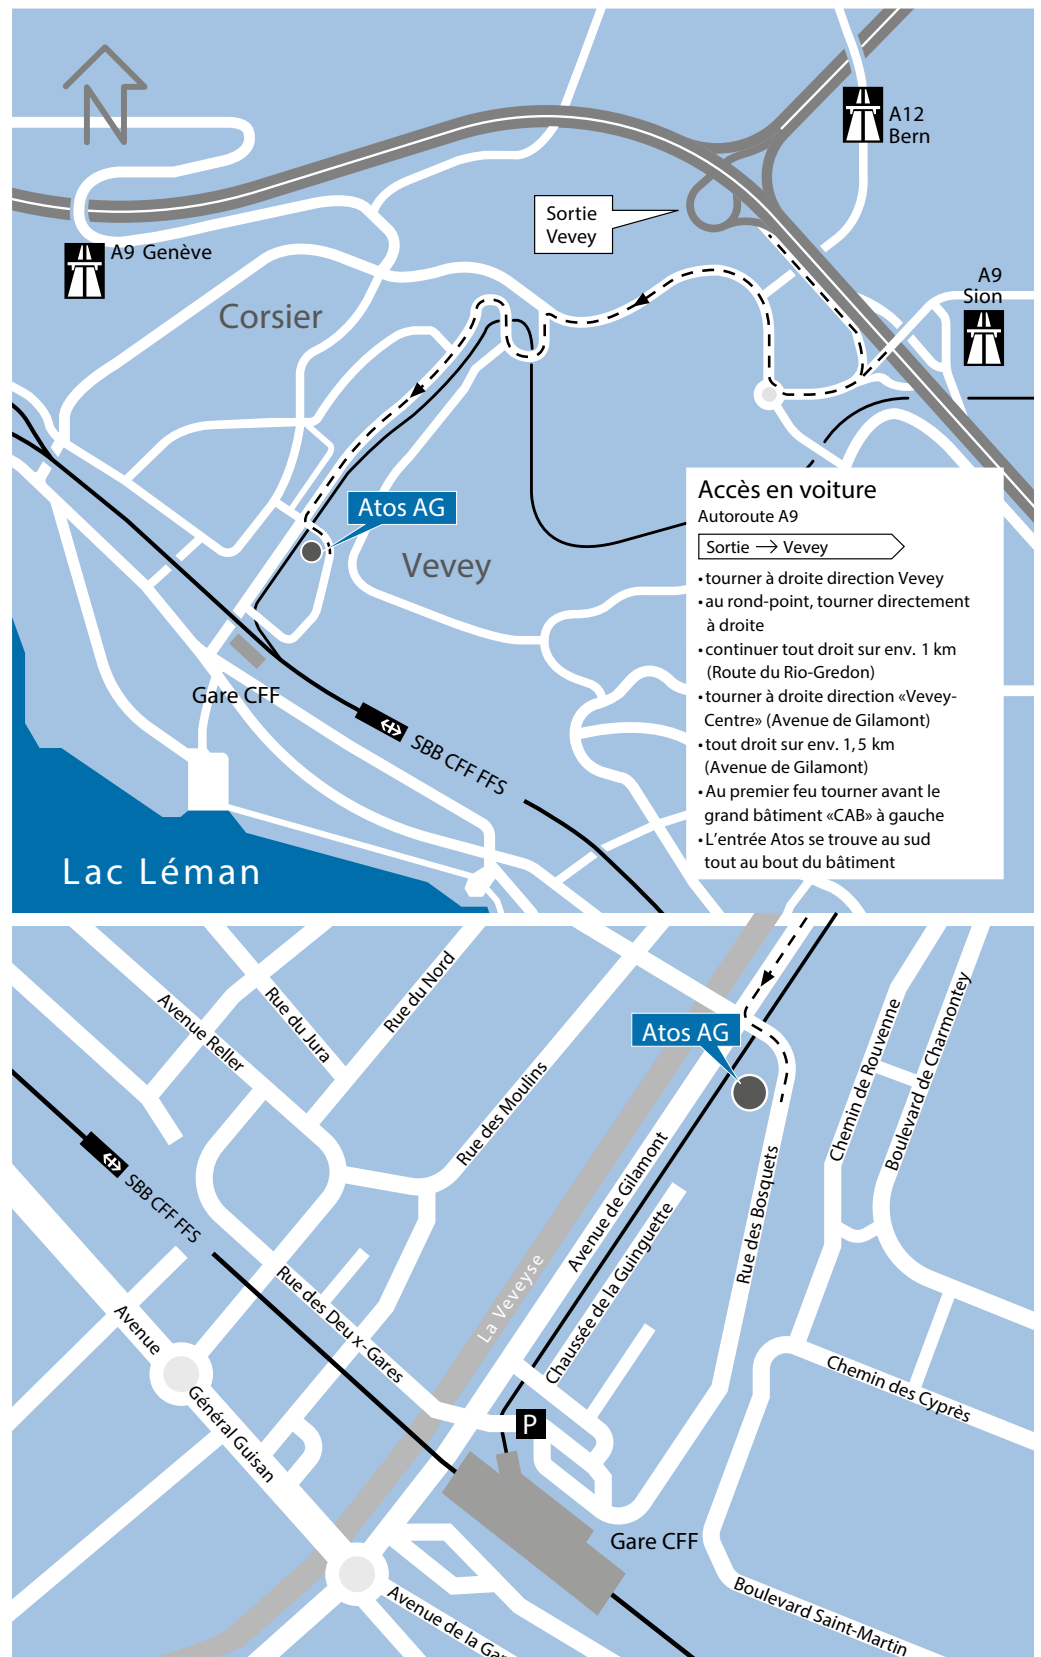 N
A12
Bern
Sortie
Vevey
A9 Genève
A9
Sion
Corsier
Atos AG
Vevey
Accès en voiture
Autoroute A9
Sortie → Vevey
• tourner à droite direction Vevey
• au rond-point, tourner directement
à droite
• continuer tout droit sur env. 1 km
(Route du Rio-Gredon)
• tourner à droite direction «Vevey-
Centre» (Avenue de Gilamont)
• tout droit sur env. 1,5 km
(Avenue de Gilamont)
• Au premier feu tourner avant le
grand bâtiment «CAB» à gauche
• L'entrée Atos se trouve au sud
tout au bout du bâtiment
Gare CFF
SBB CFF FFS
Lac Léman
Rue du Nord
Rue du Jura
Avenue Reller
Atos AG
Chemin de Rouvenne
Boulevard de Charmontey
Rue des Moulins
Avenue de Gilamont
Rue des Bosquets
SBB CFF FFS
Chaussée de la Guinguette
La Veveyse
Rue des Deu x-Gares
Avenue
Général Guisan
Chemin des Cyprès
P
Gare CFF
Boulevard Saint-Martin
Avenue de la Gar